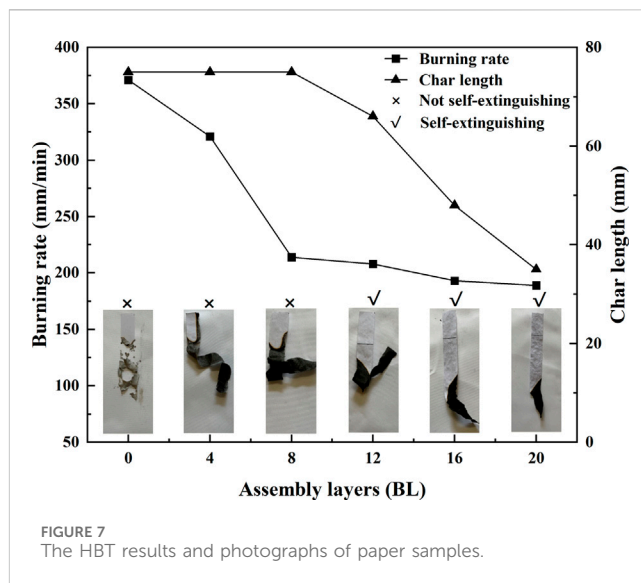 400
350
300
250
200
150
100
50
Burning rate (mm/min)
Burning rate
Char length
× Not self-extinguishing
√ Self-extinguishing
80
60
40
20
0
Char length (mm)
× × × √ √ √
0 4 8 12 16 20
Assembly layers (BL)
FIGURE 7
The HBT results and photographs of paper samples.